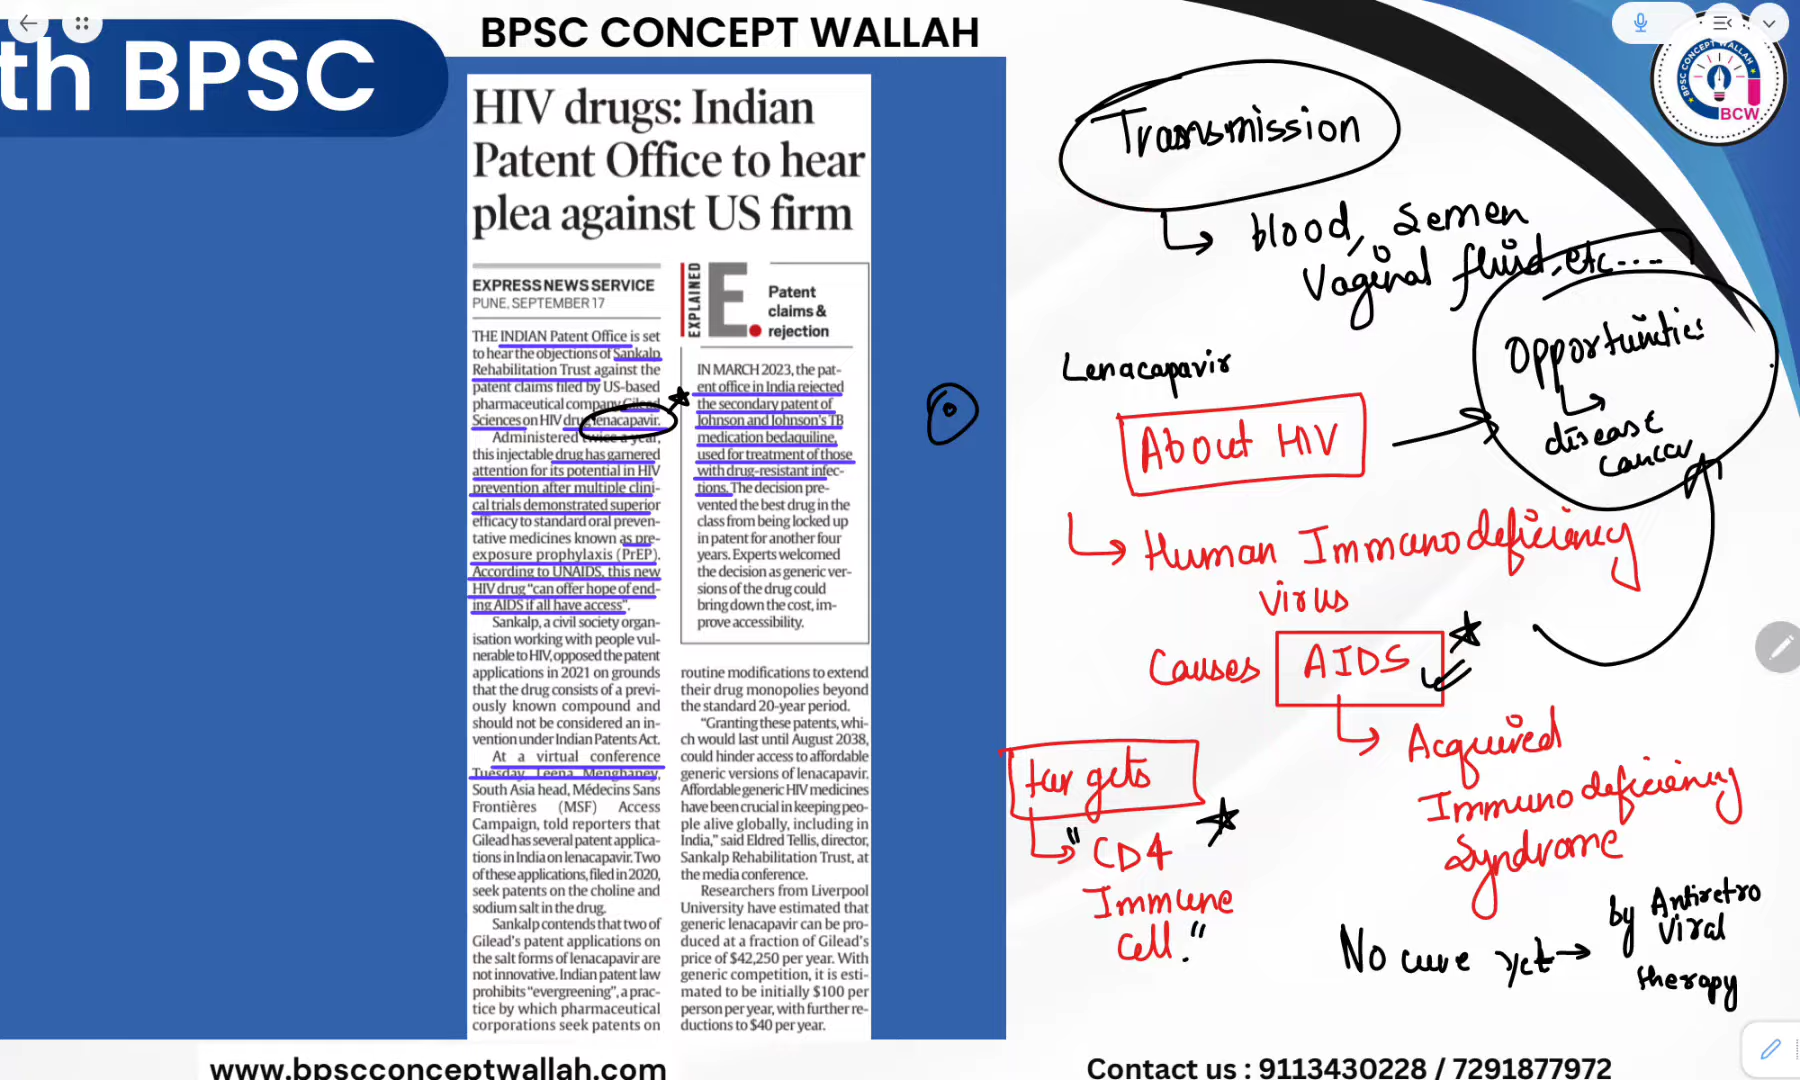 th BPSC
BPSC CONCEPT WALLAH
BPSC CONCEPT WALLAH
BCW
HIV drugs: Indian
Patent Office to hear
plea against US firm
EXPRESS NEWS SERVICE
PUNE, SEPTEMBER 17
THE INDIAN Patent Office is set
to hear the objections of Sankalp
Rehabilitation Trust against the
patent claims filed by US-based
pharmaceutical company Gilead
Sciences on HIV drug lenacapavir.
Administered twice a year,
this injectable drug has garnered
attention for its potential in HIV
prevention after multiple clini-
cal trials demonstrated superior
efficacy to standard oral preven-
tative medicines known as pre-
exposure prophylaxis (PrEP).
According to UNAIDS, this new
HIV drug “can offer hope of end-
ing AIDS if all have access”.
Sankalp, a civil society organ-
isation working with people vul-
nerable to HIV, opposed the patent
applications in 2021 on grounds
that the drug consists of a previ-
ously known compound and
should not be considered an in-
vention under Indian Patents Act.
At a virtual conference
Tuesday, Leena Menghaney,
South Asia head, Médecins Sans
Frontières (MSF) Access
Campaign, told reporters that
Gilead has several patent applica-
tions in India on lenacapavir. Two
of these applications, filed in 2020,
seek patents on the choline and
sodium salt in the drug.
Sankalp contends that two of
Gilead’s patent applications on
the salt forms of lenacapavir are
not innovative. Indian patent law
prohibits “evergreening”, a prac-
tice by which pharmaceutical
corporations seek patents on
EXPLAINED
E.
Patent
claims &
rejection
IN MARCH 2023, the pat-
ent office in India rejected
the secondary patent of
Johnson and Johnson’s TB
medication bedaquiline,
used for treatment of those
with drug-resistant infec-
tions. The decision pre-
vented the best drug in the
class from being locked up
in patent for another four
years. Experts welcomed
the decision as generic ver-
sions of the drug could
bring down the cost, im-
prove accessibility.
routine modifications to extend
their drug monopolies beyond
the standard 20-year period.
“Granting these patents, whi-
ch would last until August 2038,
could hinder access to affordable
generic versions of lenacapavir.
Affordable generic HIV medicines
have been crucial in keeping peo-
ple alive globally, including in
India,” said Eldred Tellis, director,
Sankalp Rehabilitation Trust, at
the media conference.
Researchers from Liverpool
University have estimated that
generic lenacapavir can be pro-
duced at a fraction of Gilead’s
price of $42,250 per year. With
generic competition, it is esti-
mated to be initially $100 per
person per year, with further re-
ductions to $40 per year.
Transmission
blood, Semen
Vaginal fluid, etc....
Lenacapavir
About HIV
Opportunities
disease
cancer
Human Immunodeficiency
virus
Causes AIDS
Acquired
Immunodeficiency
Syndrome
targets
"CD4
Immune
cell."
No cure yet → by Antiretro
viral
therapy
www.bpscconceptwallah.com
Contact us : 9113430228 / 7291877972